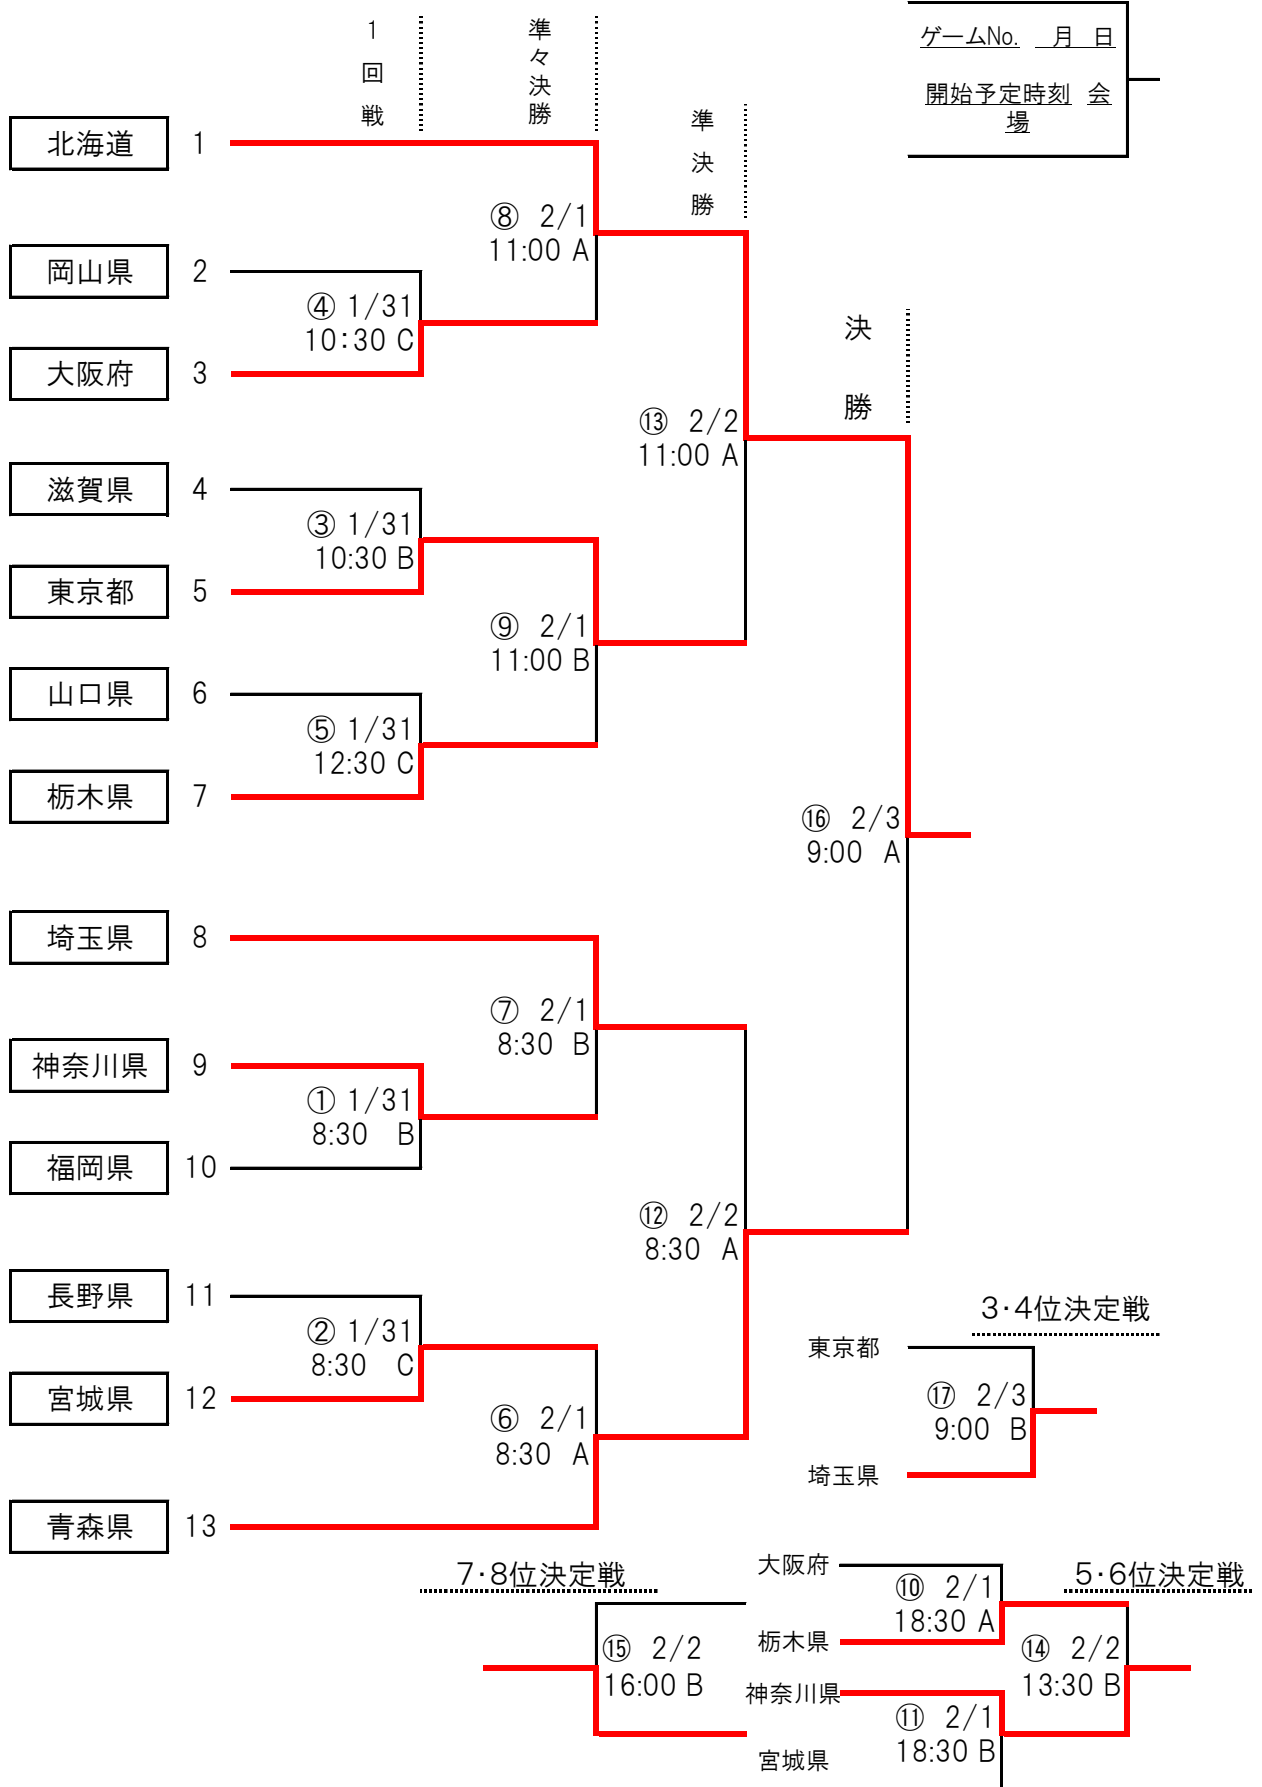 1
回
戦
準
々
決
勝
準
決
勝
決
勝
ゲームNo. 月 日
開始予定時刻 会
場
北海道 1
⑧ 2/1
11:00 A
岡山県 2
④ 1/31
10:30 C
大阪府 3
⑬ 2/2
11:00 A
滋賀県 4
③ 1/31
10:30 B
東京都 5
⑨ 2/1
11:00 B
山口県 6
⑤ 1/31
12:30 C
栃木県 7
⑯ 2/3
9:00 A
埼玉県 8
⑦ 2/1
8:30 B
神奈川県 9
① 1/31
8:30 B
福岡県 10
⑫ 2/2
8:30 A
長野県 11
② 1/31
8:30 C
宮城県 12
⑥ 2/1
8:30 A
青森県 13
3・4位決定戦
東京都
⑰ 2/3
9:00 B
埼玉県
7・8位決定戦
⑮ 2/2
16:00 B
5・6位決定戦
大阪府
⑩ 2/1
18:30 A
栃木県
⑭ 2/2
13:30 B
神奈川県
⑪ 2/1
18:30 B
宮城県